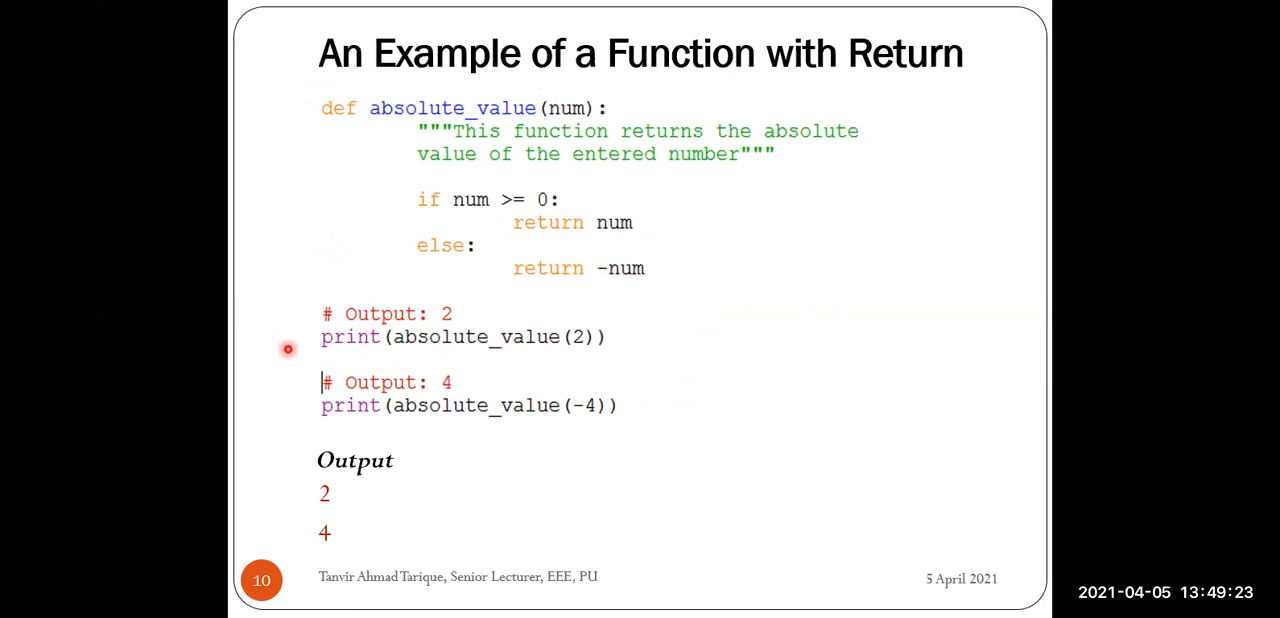 An Example of a Function with Return
def absolute_value(num):
"""This function returns the absolute
value of the entered number"""
if num >= 0:
return num
else:
return -num
# Output: 2
print(absolute_value(2))
# Output: 4
print(absolute_value(-4))
Output
2
4
10
Tanvir Ahmad Tarique, Senior Lecturer, EEE, PU
5 April 2021
2021-04-05 13:49:23